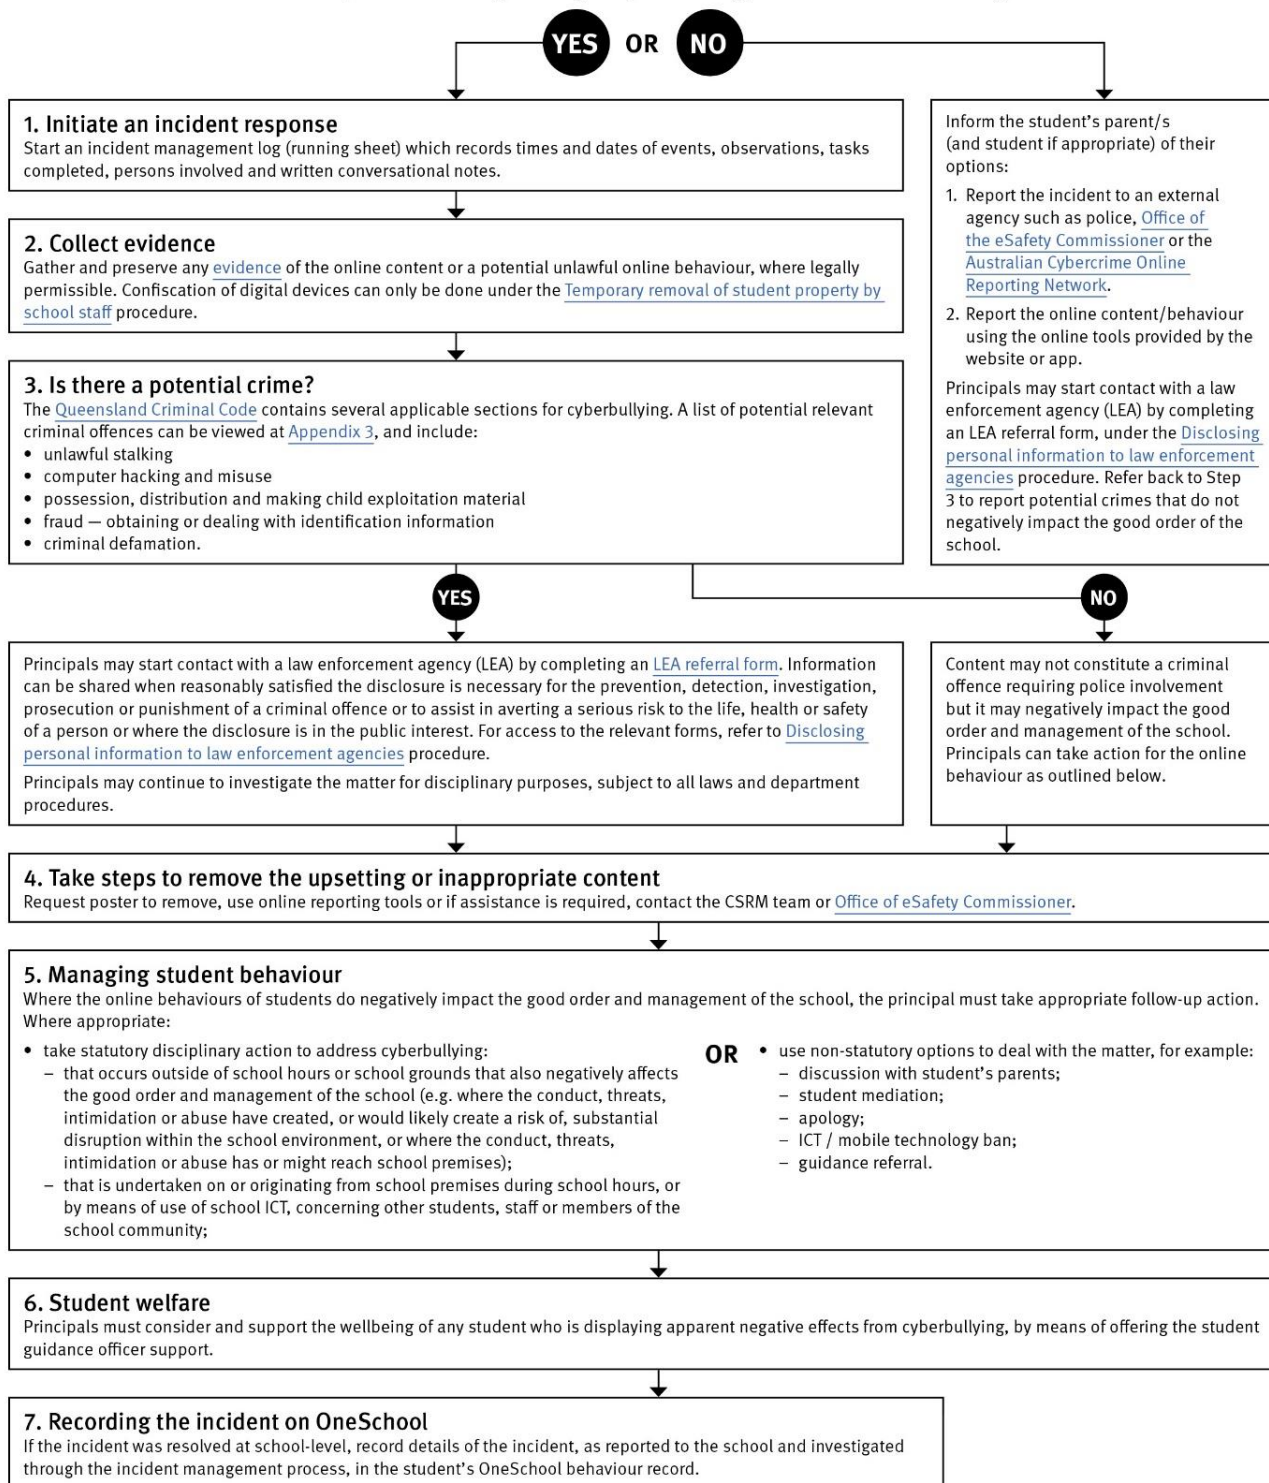 YES OR NO
1. Initiate an incident response
Start an incident management log (running sheet) which records times and dates of events, observations, tasks
completed, persons involved and written conversational notes.
2. Collect evidence
Gather and preserve any evidence of the online content or a potential unlawful online behaviour, where legally
permissible. Confiscation of digital devices can only be done under the Temporary removal of student property by
school staff procedure.
3. Is there a potential crime?
The Queensland Criminal Code contains several applicable sections for cyberbullying. A list of potential relevant
criminal offences can be viewed at Appendix 3, and include:
• unlawful stalking
• computer hacking and misuse
• possession, distribution and making child exploitation material
• fraud — obtaining or dealing with identification information
• criminal defamation.
Inform the student's parent/s
(and student if appropriate) of their
options:
1. Report the incident to an external
agency such as police, Office of
the eSafety Commissioner or the
Australian Cybercrime Online
Reporting Network.
2. Report the online content/behaviour
using the online tools provided by the
website or app.
Principals may start contact with a law
enforcement agency (LEA) by completing
an LEA referral form, under the Disclosing
personal information to law enforcement
agencies procedure. Refer back to Step
3 to report potential crimes that do not
negatively impact the good order of the
school.
YES
NO
Principals may start contact with a law enforcement agency (LEA) by completing an LEA referral form. Information
can be shared when reasonably satisfied the disclosure is necessary for the prevention, detection, investigation,
prosecution or punishment of a criminal offence or to assist in averting a serious risk to the life, health or safety
of a person or where the disclosure is in the public interest. For access to the relevant forms, refer to Disclosing
personal information to law enforcement agencies procedure.
Principals may continue to investigate the matter for disciplinary purposes, subject to all laws and department
procedures.
Content may not constitute a criminal
offence requiring police involvement
but it may negatively impact the good
order and management of the school.
Principals can take action for the online
behaviour as outlined below.
4. Take steps to remove the upsetting or inappropriate content
Request poster to remove, use online reporting tools or if assistance is required, contact the CSRM team or Office of eSafety Commissioner.
5. Managing student behaviour
Where the online behaviours of students do negatively impact the good order and management of the school, the principal must take appropriate follow-up action.
Where appropriate:
• take statutory disciplinary action to address cyberbullying:
– that occurs outside of school hours or school grounds that also negatively affects
the good order and management of the school (e.g. where the conduct, threats,
intimidation or abuse have created, or would likely create a risk of, substantial
disruption within the school environment, or where the conduct, threats,
intimidation or abuse has or might reach school premises);
– that is undertaken on or originating from school premises during school hours, or
by means of use of school ICT, concerning other students, staff or members of the
school community;
OR
• use non-statutory options to deal with the matter, for example:
– discussion with student's parents;
– student mediation;
– apology;
– ICT / mobile technology ban;
– guidance referral.
6. Student welfare
Principals must consider and support the wellbeing of any student who is displaying apparent negative effects from cyberbullying, by means of offering the student
guidance officer support.
7. Recording the incident on OneSchool
If the incident was resolved at school-level, record details of the incident, as reported to the school and investigated
through the incident management process, in the student's OneSchool behaviour record.